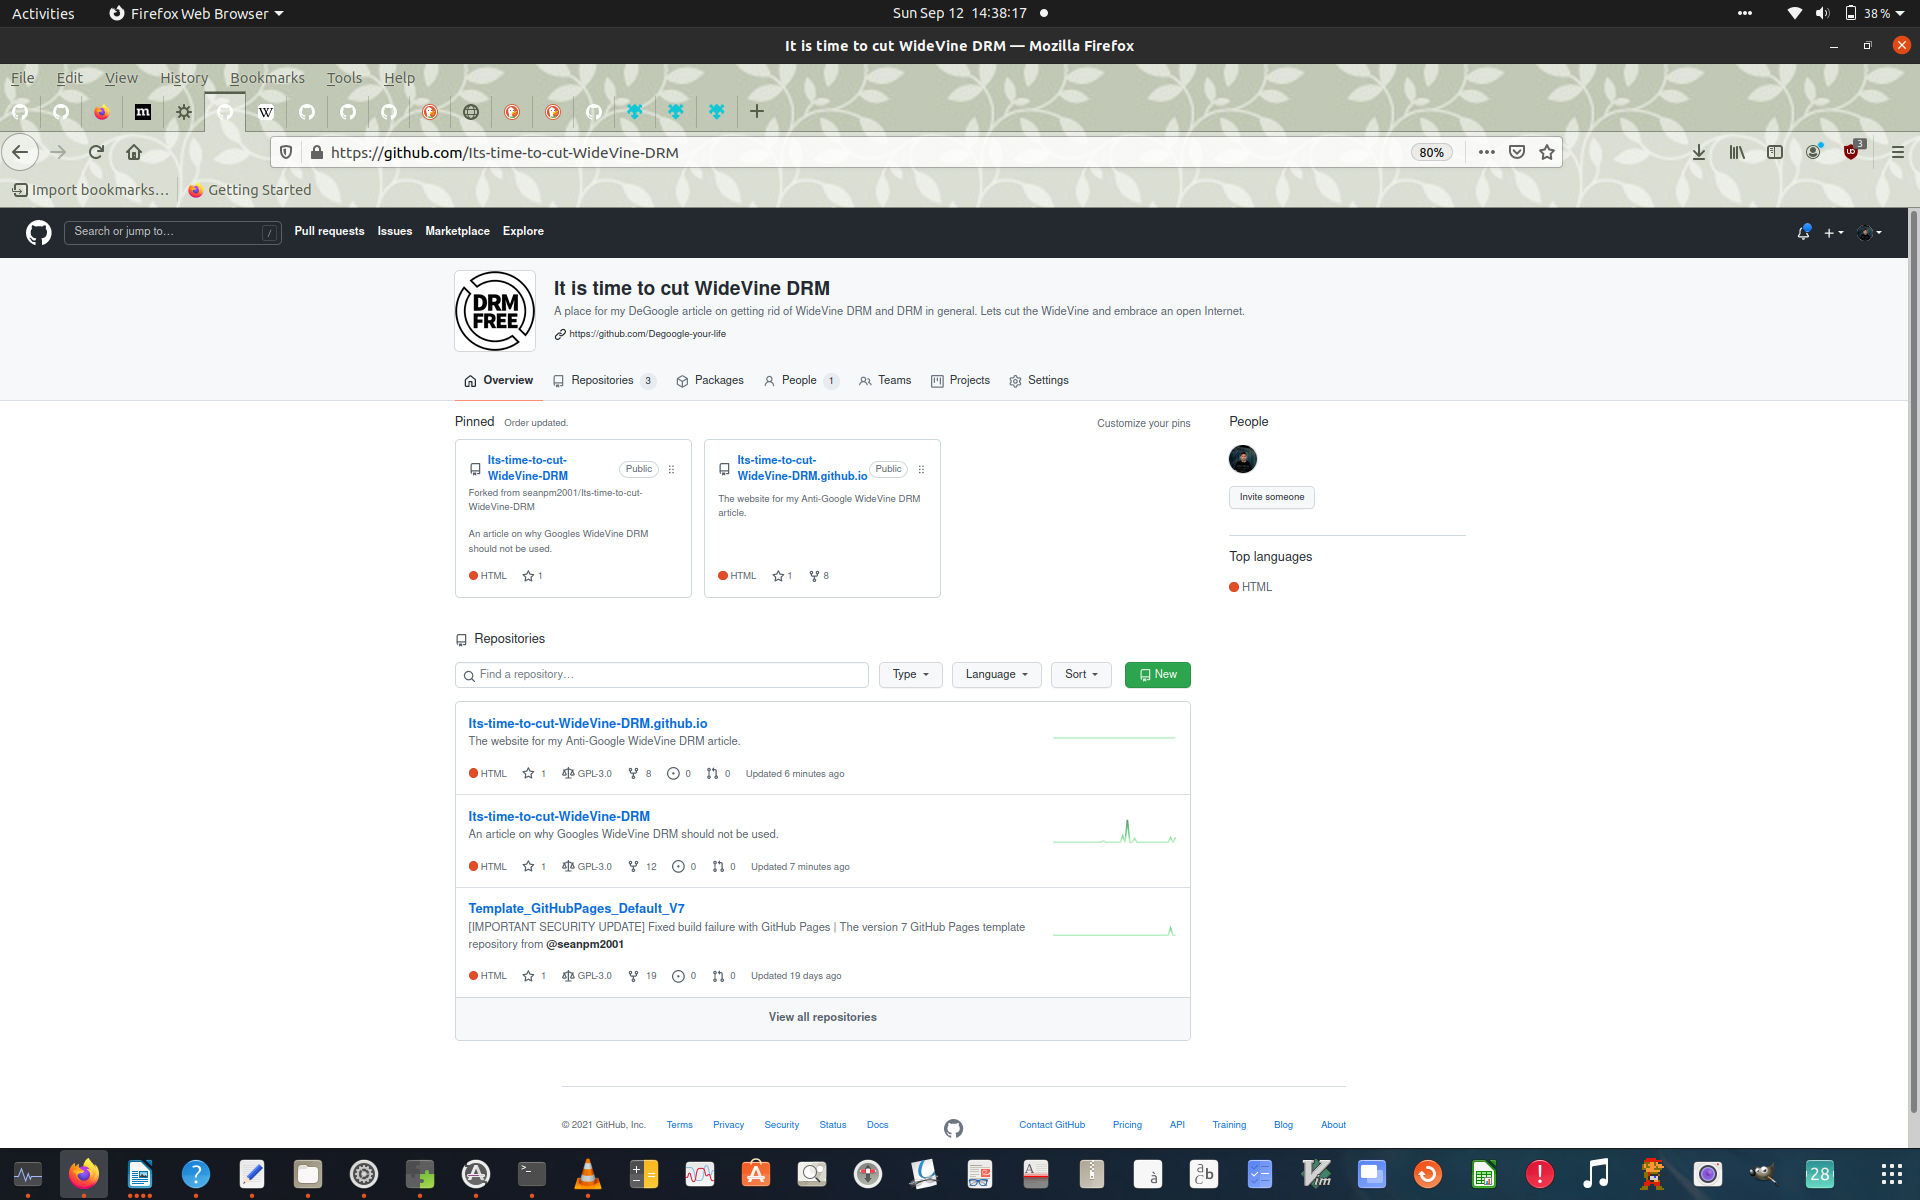 Activities
Firefox Web Browser
Sun Sep 12 14:38:17
38 %
It is time to cut WideVine DRM — Mozilla Firefox
File Edit View History Bookmarks Tools Help
https://github.com/Its-time-to-cut-WideVine-DRM
80%
3
Import bookmarks…
Getting Started
Search or jump to…
/
Pull requests Issues Marketplace Explore
DRM
FREE
It is time to cut WideVine DRM
A place for my DeGoogle article on getting rid of WideVine DRM and DRM in general. Lets cut the WideVine and embrace an open Internet.
https://github.com/Degoogle-your-life
Overview
Repositories 3
Packages
People 1
Teams
Projects
Settings
Pinned Order updated.
Customize your pins
Its-time-to-cut-
WideVine-DRM
Public
Forked from seanpm2001/Its-time-to-cut-
WideVine-DRM
An article on why Googles WideVine DRM
should not be used.
HTML 1
Its-time-to-cut-
WideVine-DRM.github.io
Public
The website for my Anti-Google WideVine DRM
article.
HTML 1 8
People
Invite someone
Top languages
HTML
Repositories
Find a repository…
Type
Language
Sort
New
Its-time-to-cut-WideVine-DRM.github.io
The website for my Anti-Google WideVine DRM article.
HTML 1 GPL-3.0 8 0 0 Updated 6 minutes ago
Its-time-to-cut-WideVine-DRM
An article on why Googles WideVine DRM should not be used.
HTML 1 GPL-3.0 12 0 0 Updated 7 minutes ago
Template_GitHubPages_Default_V7
[IMPORTANT SECURITY UPDATE] Fixed build failure with GitHub Pages | The version 7 GitHub Pages template
repository from @seanpm2001
HTML 1 GPL-3.0 19 0 0 Updated 19 days ago
View all repositories
© 2021 GitHub, Inc. Terms Privacy Security Status Docs Contact GitHub Pricing API Training Blog About
28